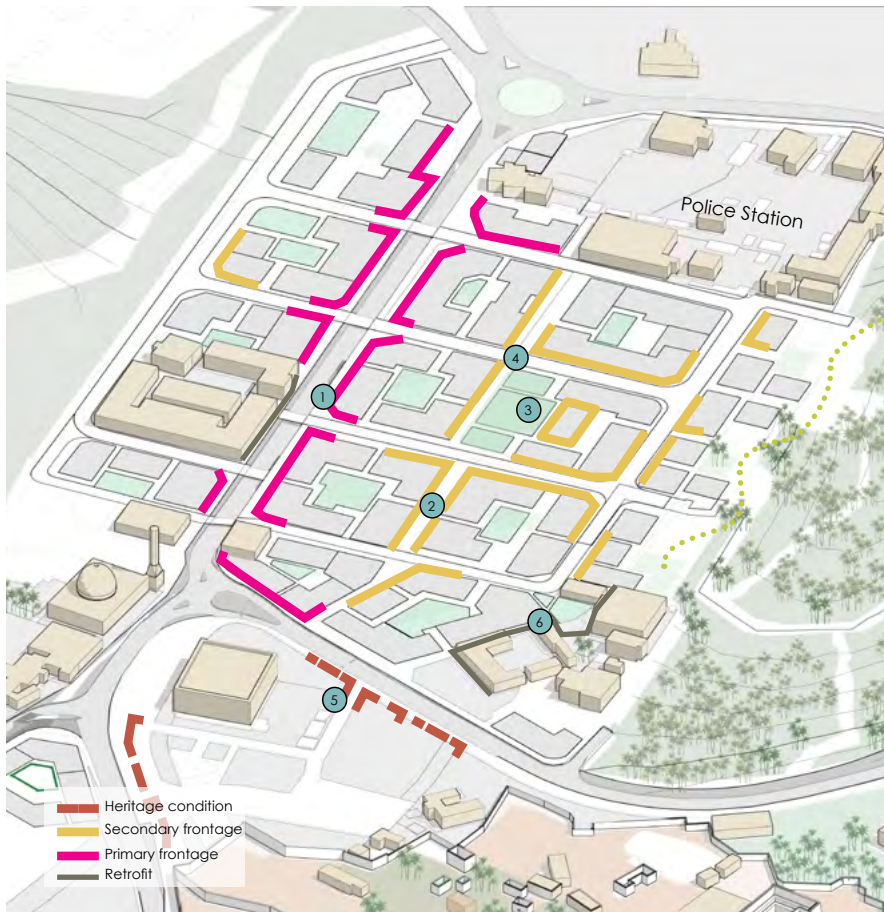 Police Station
4
1
3
2
6
5
Heritage condition
Secondary frontage
Primary frontage
Retrofit